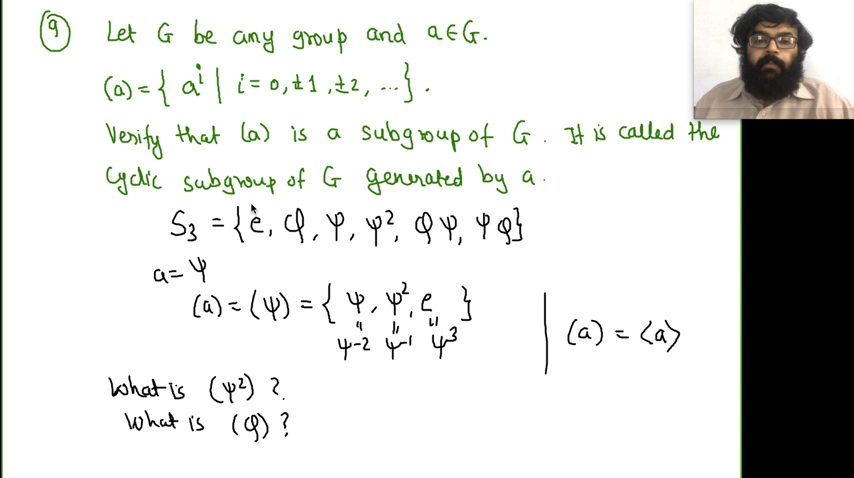 9 Let G be any group and a∈G.
(a) = { aⁱ | i = 0, ±1, ±2, ... }.
Verify that (a) is a subgroup of G. It is called the
cyclic subgroup of G generated by a.
S₃ = { e, φ, ψ, ψ², φψ, ψφ }
a = ψ
(a) = (ψ) = { ψ, ψ², e }
" " "
ψ-2 ψ-1 ψ3
(a) = <a>
What is (ψ²) ?
What is (φ) ?